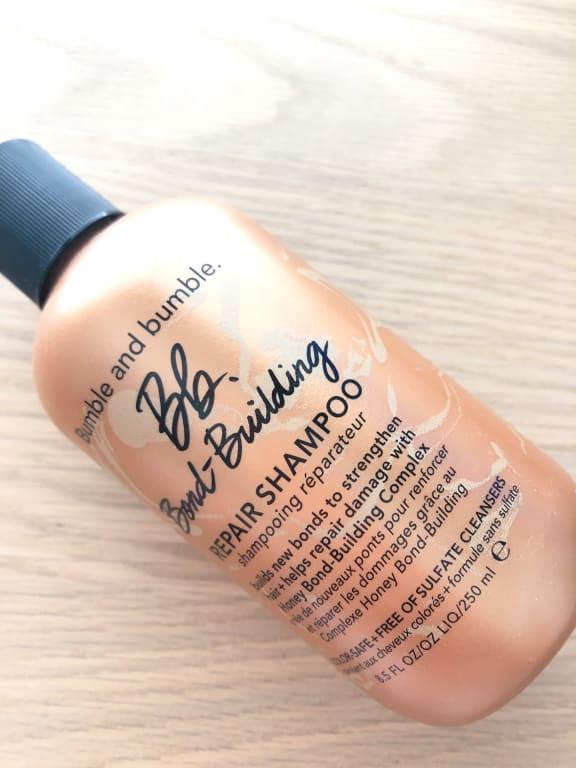 Bumble and bumble.
Bb.
Bond-Building
REPAIR SHAMPOO
shampooing réparateur
builds new bonds to strengthen
hair + helps repair damage with
Honey Bond-Building Complex
de nouveaux ponts pour renforcer
et réparer les dommages grâce au
Complexe Honey Bond-Building
COLOR-SAFE + FREE OF SULFATE CLEANSERS
aux cheveux colorés + formule sans sulfate
8.5 FL OZ/OZ LIQ/250 ml ℮